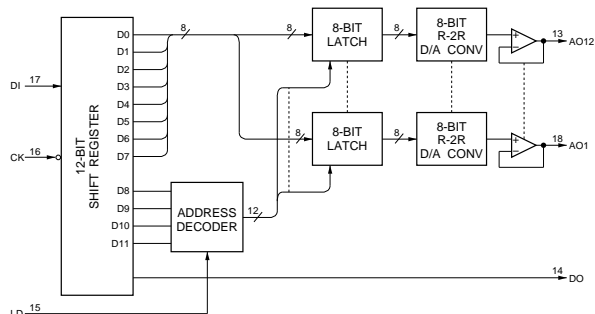 DI
17
CK
16
LD
15
12-BIT
SHIFT REGISTER
D0
D1
D2
D3
D4
D5
D6
D7
D8
D9
D10
D11
8
8
8-BIT
LATCH
8
8-BIT
R-2R
D/A CONV
+
−
13
AO12
8
8-BIT
LATCH
8
8-BIT
R-2R
D/A CONV
+
−
18
AO1
ADDRESS
DECODER
12
14
DO